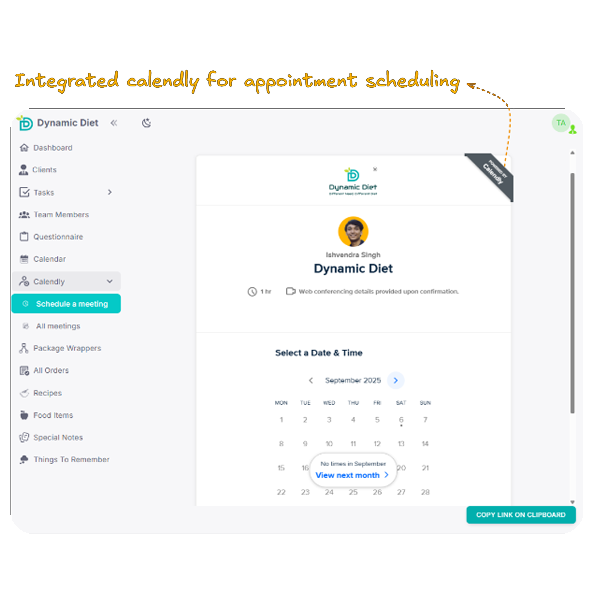 Integrated calendly for appointment scheduling
Dynamic Diet
TA
Dashboard
Clients
Tasks
Team Members
Questionnaire
Calendar
Calendly
Schedule a meeting
All meetings
Package Wrappers
All Orders
Recipes
Food Items
Special Notes
Things To Remember
POWERED BY
Calendly
Dynamic Diet
Ishvendra Singh
Dynamic Diet
1 hr
Web conferencing details provided upon confirmation.
Select a Date & Time
September 2025
MON TUE WED THU FRI SAT SUN
1 2 3 4 5 6 7
8 9 10 11 12 13 14
15 16 20 21
No times in September
View next month
22 23 24 25 26 27 28
COPY LINK ON CLIPBOARD